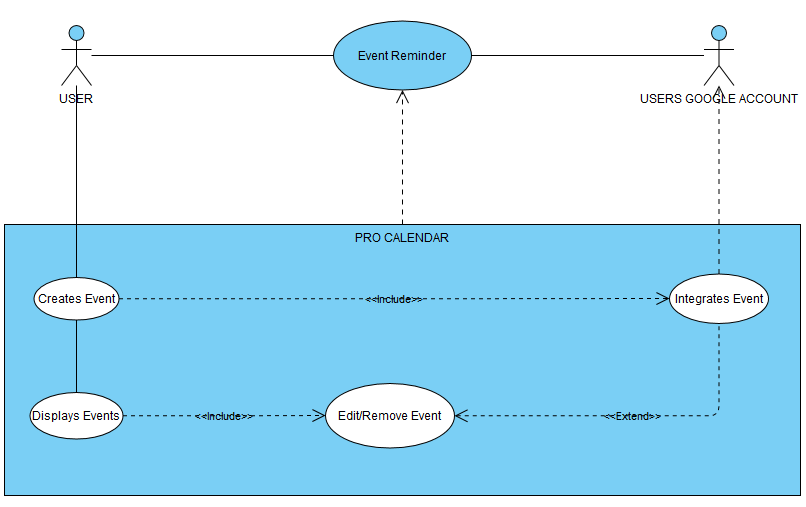 Event Reminder
USER
USERS GOOGLE ACCOUNT
PRO CALENDAR
Creates Event
<<Include>>
Integrates Event
Displays Events
<<Include>>
Edit/Remove Event
<<Extend>>